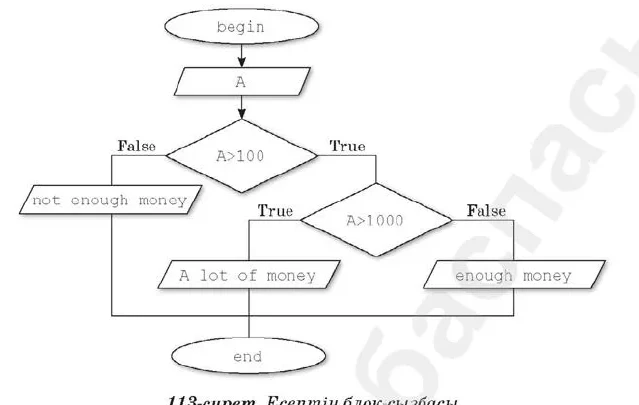 begin
A
False
True
A>100
not enough money
True
False
A>1000
A lot of money
enough money
end
113-сурет. Есептің блок-сызбасы
баспасы